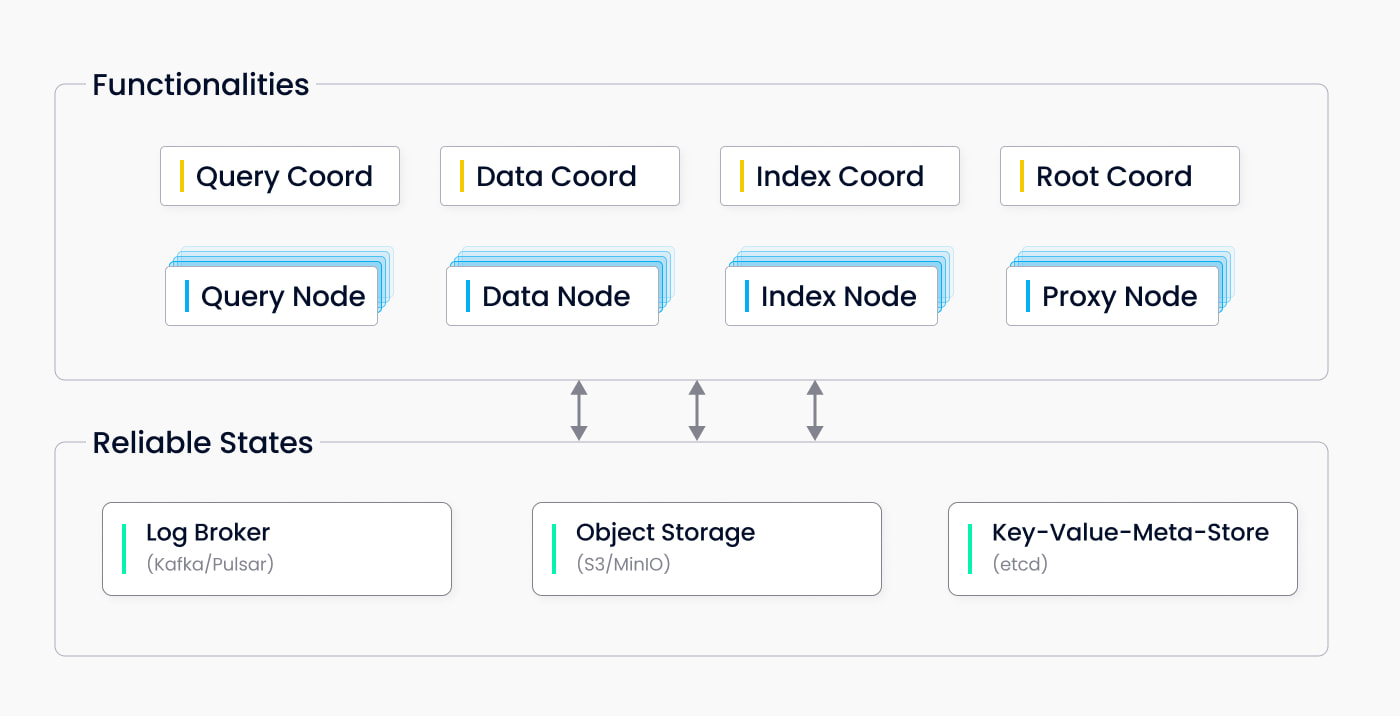 Functionalities
Query Coord
Data Coord
Index Coord
Root Coord
Query Node
Data Node
Index Node
Proxy Node
Reliable States
Log Broker
(Kafka/Pulsar)
Object Storage
(S3/MinIO)
Key-Value-Meta-Store
(etcd)